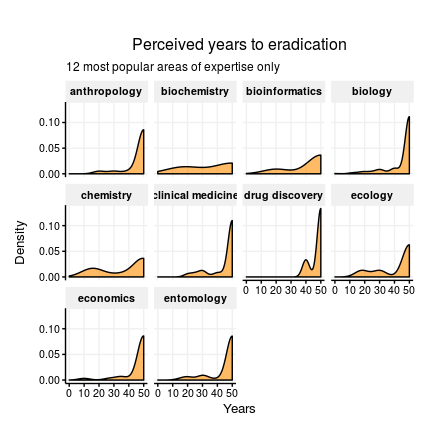 Perceived years to eradication
12 most popular areas of expertise only
anthropology biochemistry bioinformatics biology
0.10
0.05
0.00
chemistry clinical medicine drug discovery ecology
0.10
0.05
0.00
0 10 20 30 40 50 0 10 20 30 40 50
economics entomology
0.10
0.05
0.00
0 10 20 30 40 50 0 10 20 30 40 50
Density
Years